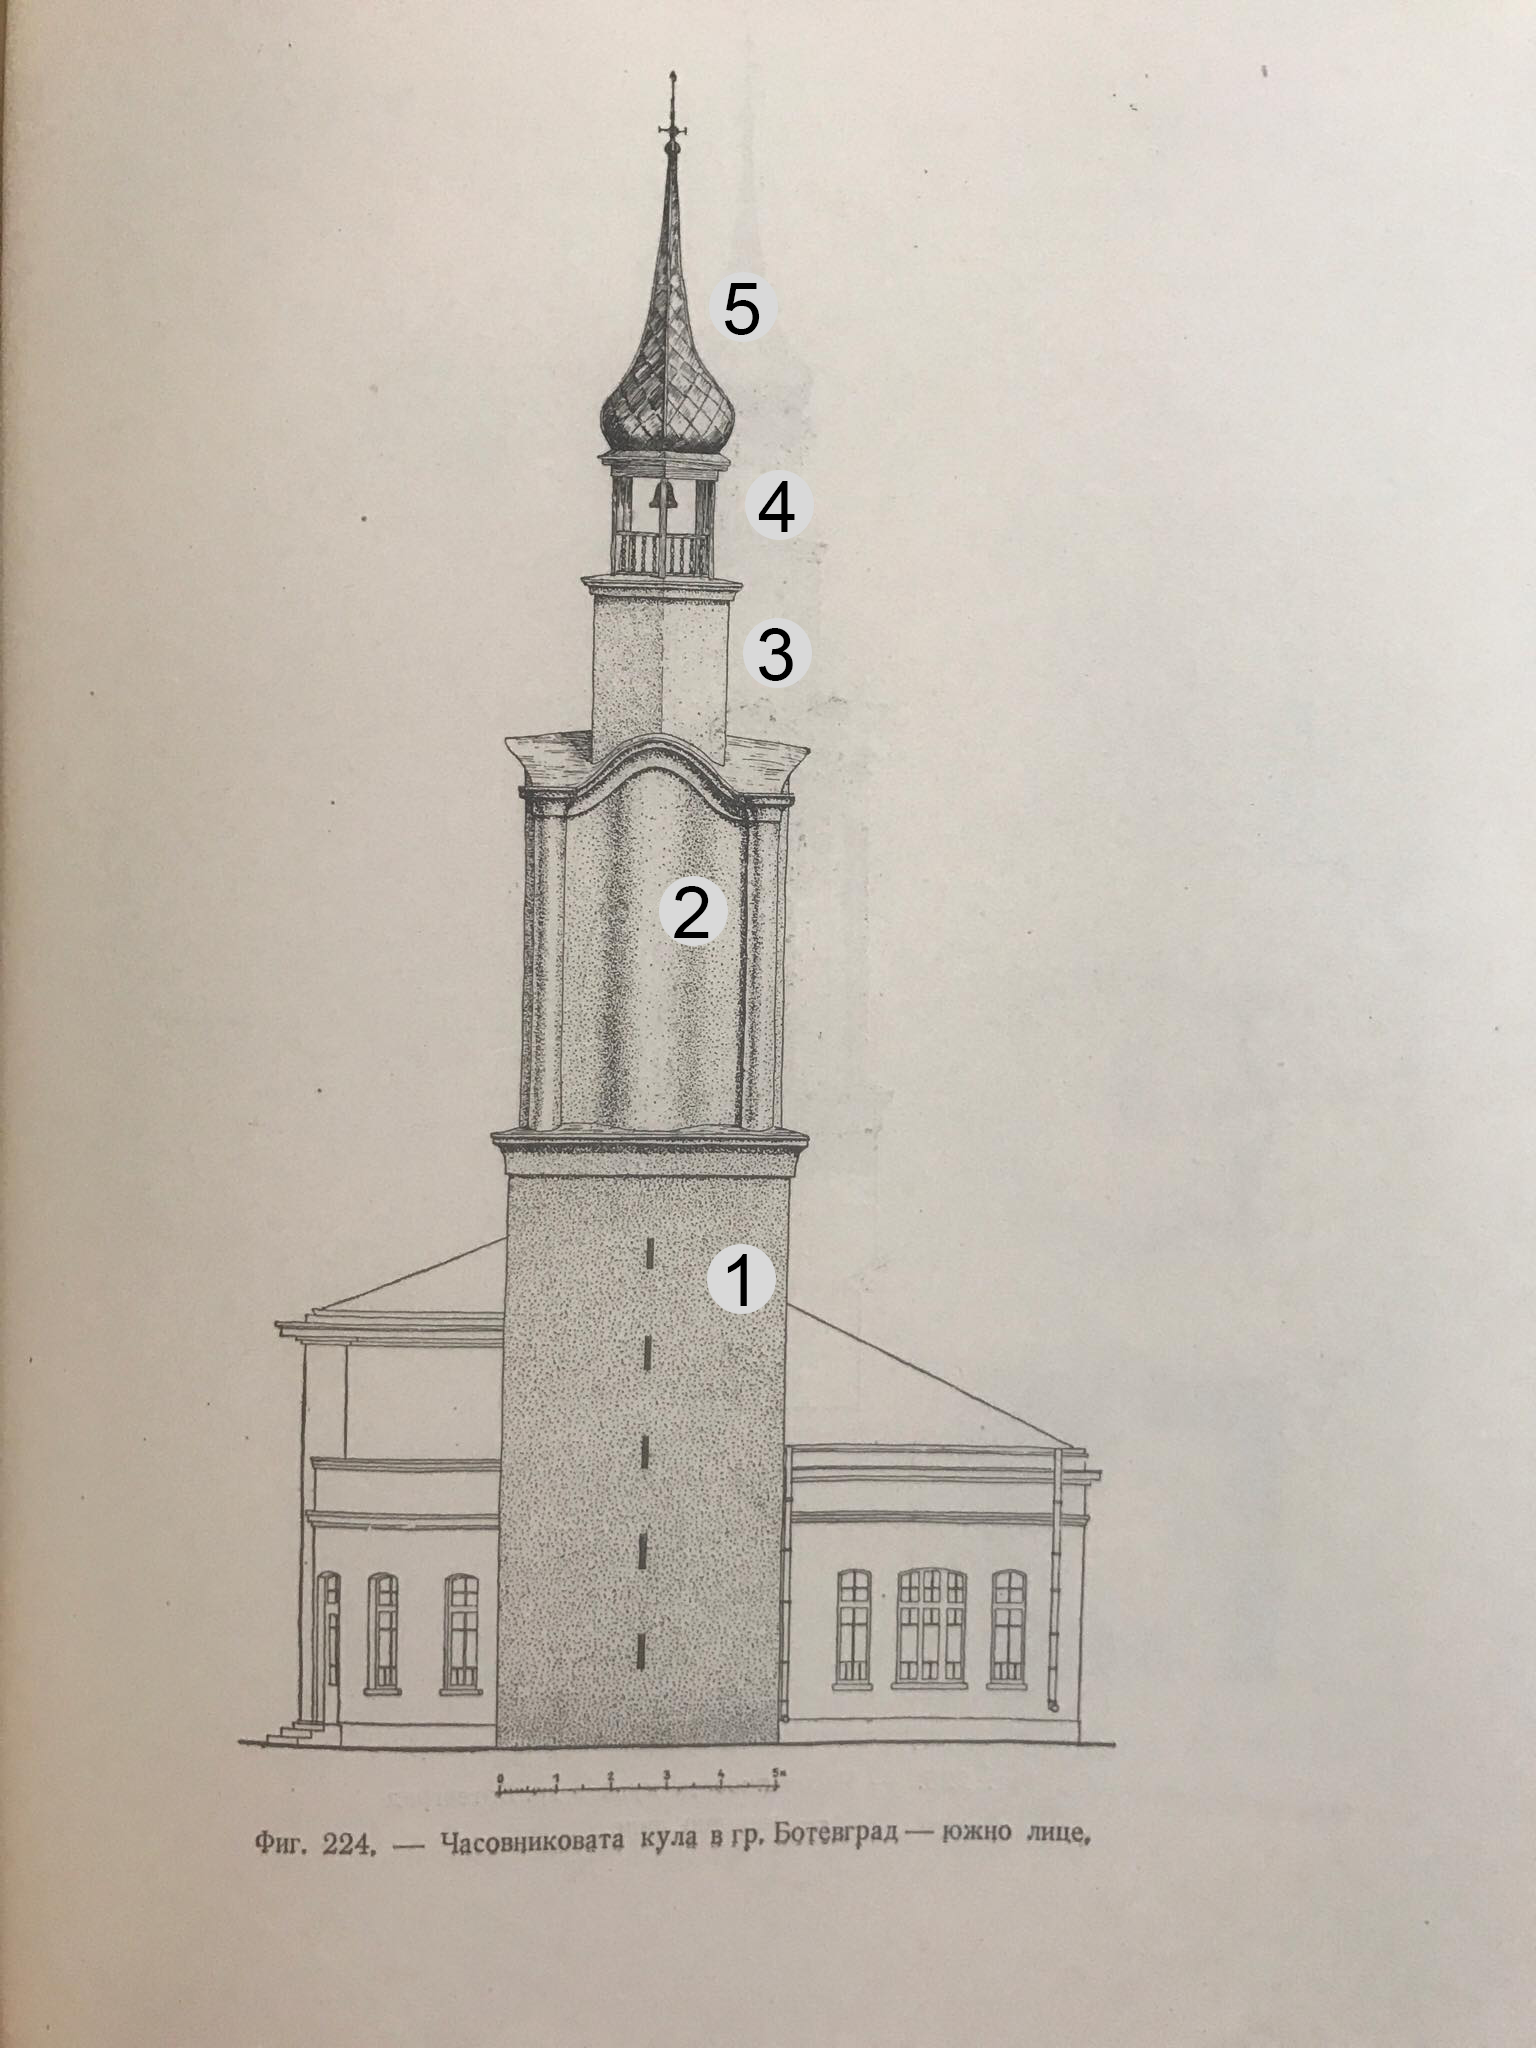 5
4
3
2
1
0 1 2 3 4 5м
Фиг. 224. — Часовниковата кула в гр. Ботевград — южно лице.